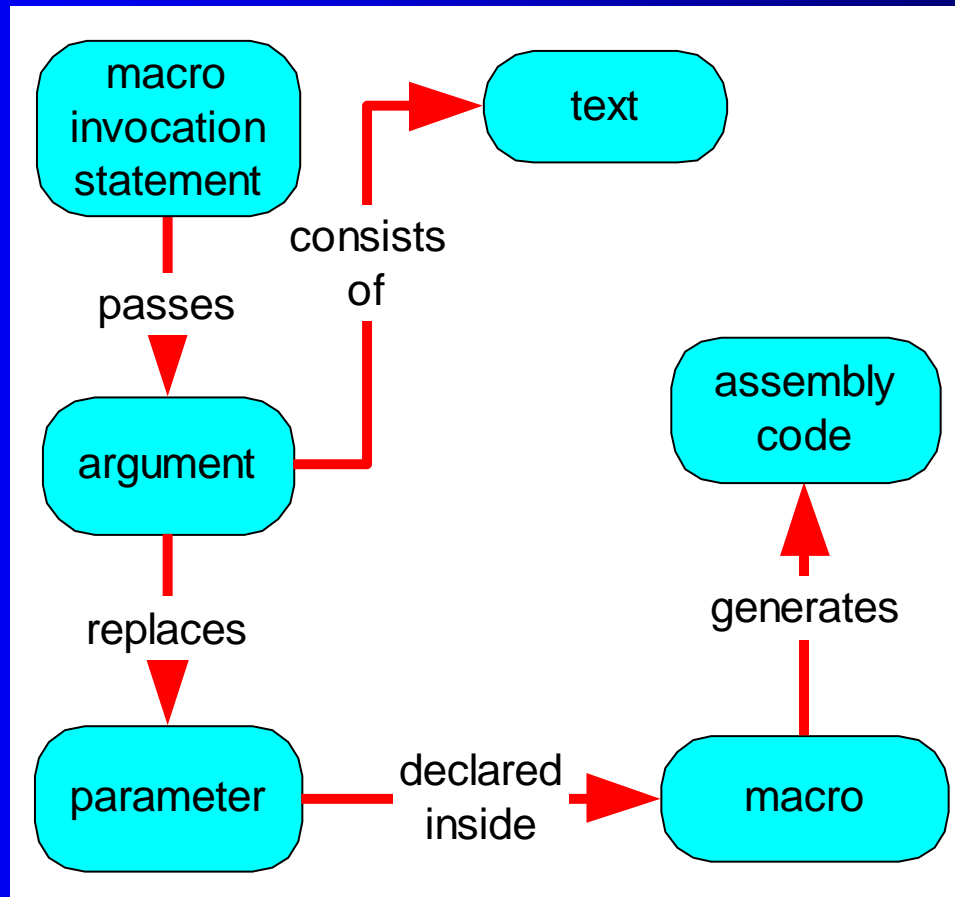 macro
invocation
statement
text
consists
of
passes
argument
assembly
code
replaces
generates
parameter
declared
inside
macro